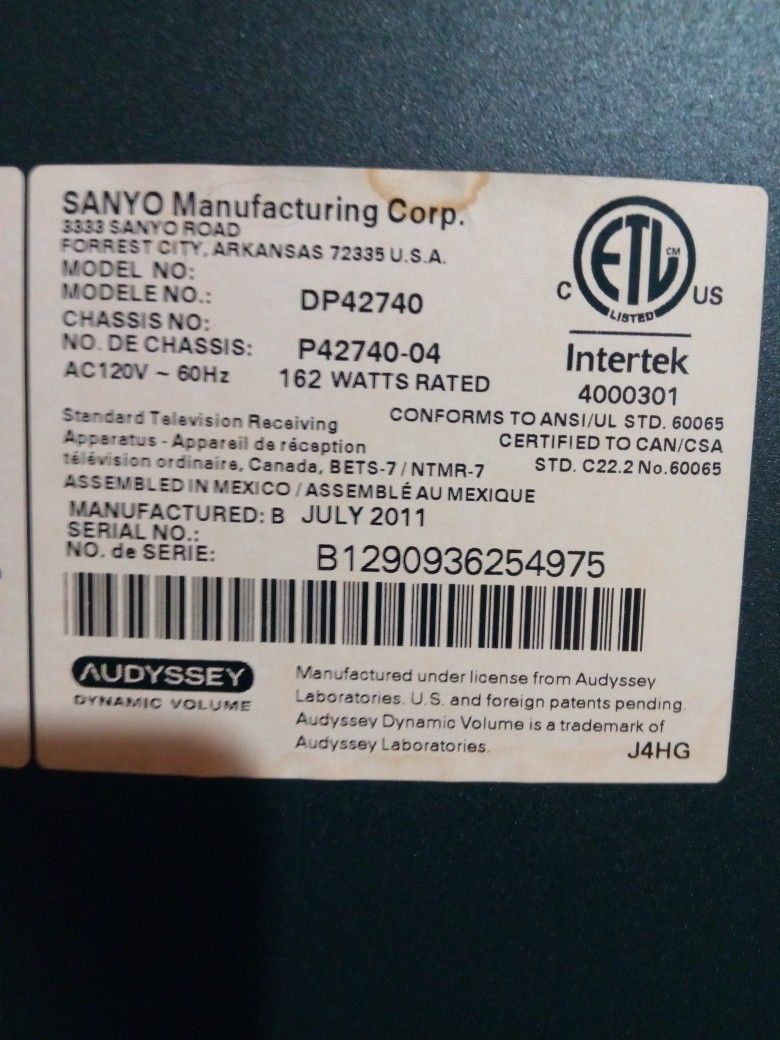 SANYO Manufacturing Corp.
3333 SANYO ROAD
FORREST CITY, ARKANSAS 72335 U.S.A.
MODEL NO:
MODELE NO.: DP42740
CHASSIS NO:
NO. DE CHASSIS: P42740-04
AC120V ~ 60Hz 162 WATTS RATED
ETL CM
LISTED
C US
Intertek
4000301
CONFORMS TO ANSI/UL STD. 60065
CERTIFIED TO CAN/CSA
STD. C22.2 No.60065
Standard Television Receiving
Apparatus - Appareil de réception
télévision ordinaire, Canada, BETS-7 / NTMR-7
ASSEMBLED IN MEXICO / ASSEMBLÉ AU MEXIQUE
MANUFACTURED: B JULY 2011
SERIAL NO.:
NO. de SERIE: B1290936254975
AUDYSSEY
DYNAMIC VOLUME
Manufactured under license from Audyssey
Laboratories. U.S. and foreign patents pending.
Audyssey Dynamic Volume is a trademark of
Audyssey Laboratories.
J4HG